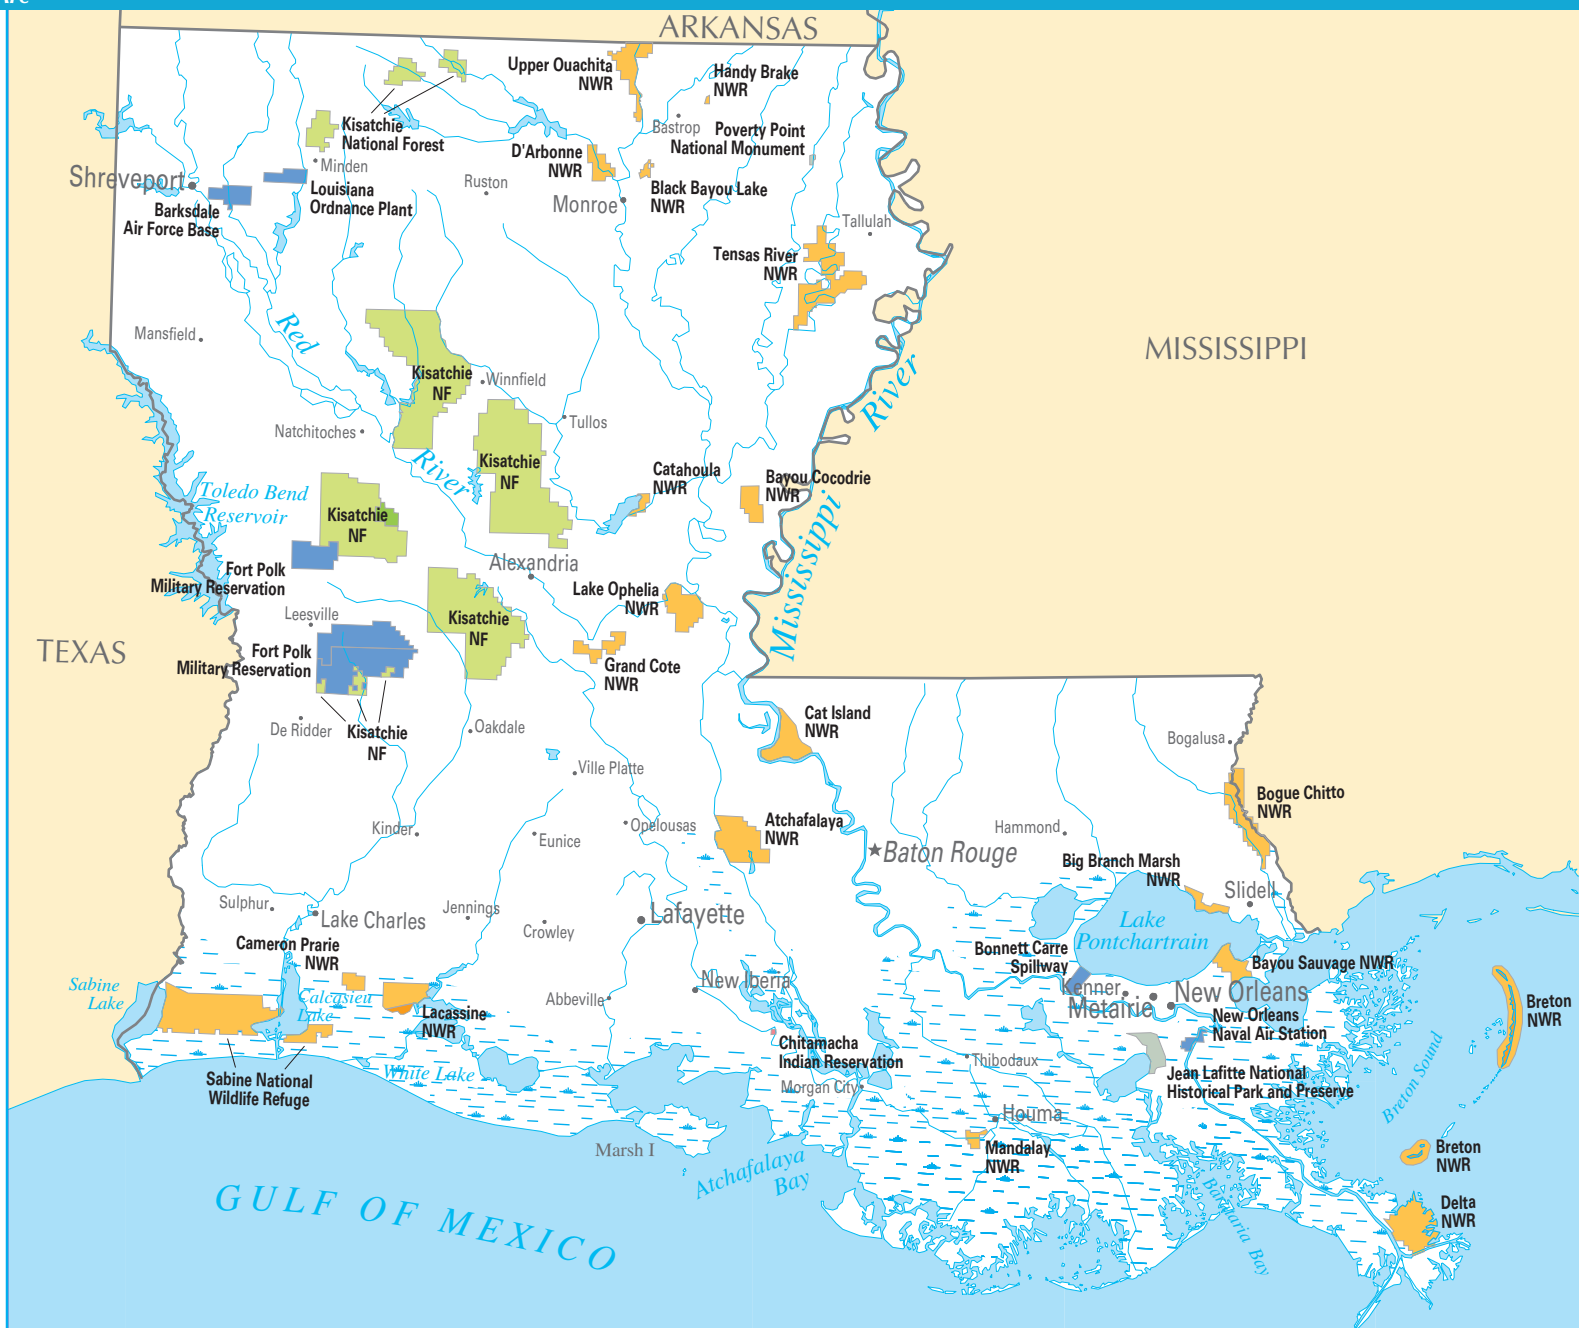 ARKANSAS
Upper Ouachita
NWR
Handy Brake
NWR
Kisatchie
National Forest
Bastrop
Poverty Point
National Monument
D'Arbonne
NWR
Minden
Shreveport
Louisiana
Ordnance Plant
Ruston
Monroe
Black Bayou Lake
NWR
Barksdale
Air Force Base
Tallulah
Tensas River
NWR
Red
Mansfield
MISSISSIPPI
River
Kisatchie
NF
Winnfield
Natchitoches
Tullos
River
Kisatchie
NF
Catahoula
NWR
Bayou Cocodrie
NWR
Toledo Bend
Reservoir
Kisatchie
NF
Mississippi
Alexandria
Fort Polk
Military Reservation
Lake Ophelia
NWR
Leesville
Kisatchie
NF
TEXAS
Fort Polk
Military Reservation
Grand Cote
NWR
De Ridder
Kisatchie
NF
Oakdale
Cat Island
NWR
Bogalusa
Ville Platte
Bogue Chitto
NWR
Kinder
Eunice
Opelousas
Atchafalaya
NWR
Hammond
Baton Rouge
Big Branch Marsh
NWR
Slidell
Sulphur
Lake Charles
Jennings
Crowley
Lafayette
Lake
Pontchartrain
Cameron Prarie
NWR
Bonnett Carre
Spillway
Bayou Sauvage NWR
Sabine
Lake
Calcasieu
Lake
Lacassine
NWR
Abbeville
New Iberia
Kenner
Metairie
New Orleans
Breton
NWR
New Orleans
Naval Air Station
Chitamacha
Indian Reservation
Thibodaux
Breton Sound
Sabine National
Wildlife Refuge
White Lake
Morgan City
Jean Lafitte National
Historical Park and Preserve
Houma
Marsh I
Mandalay
NWR
Breton
NWR
Atchafalaya
Bay
Barataria Bay
Delta
NWR
GULF OF MEXICO